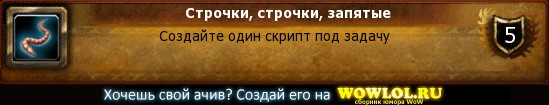 Строчки, строчки, запятые
Создайте один скрипт под задачу
5
Хочешь свой ачив? Создай его на WOWLOL.RU
сборник юмора WoW